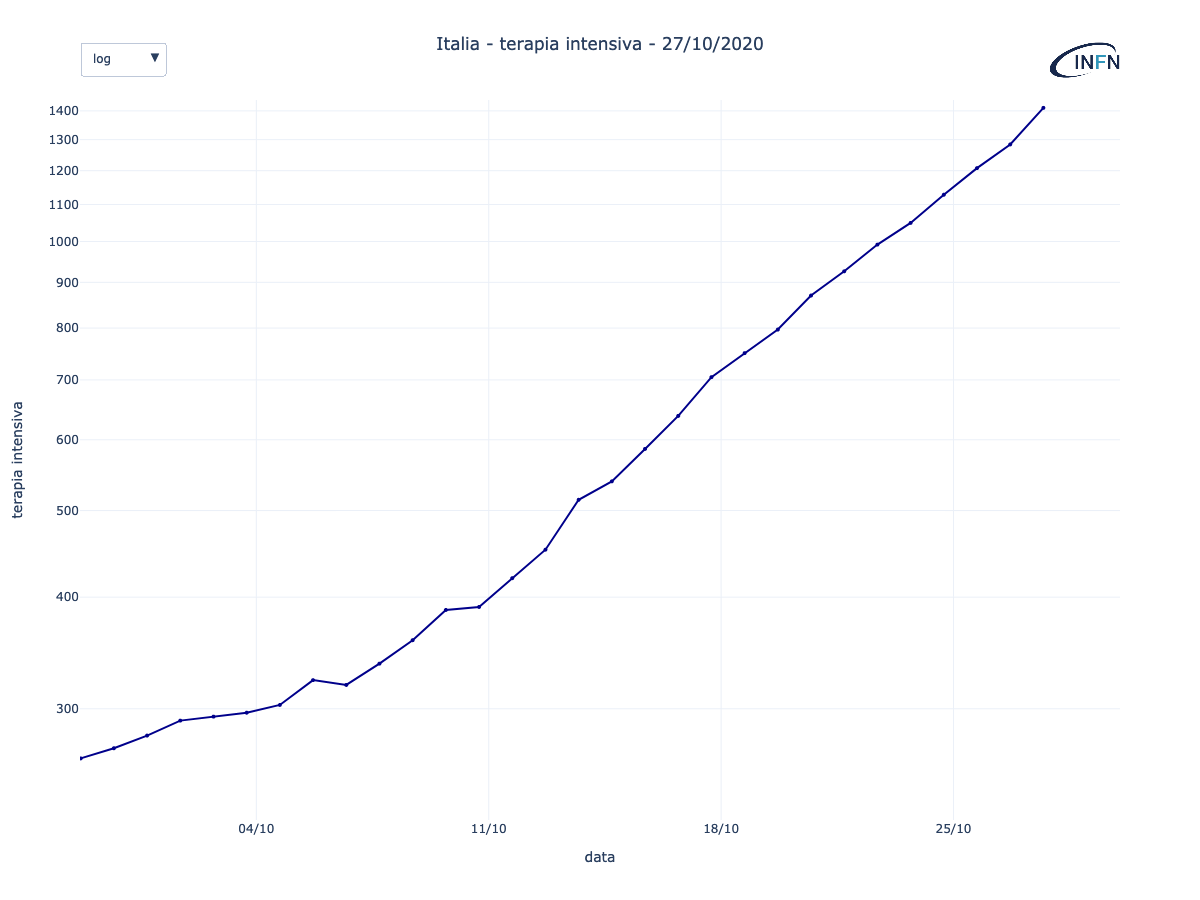 Italia - terapia intensiva - 27/10/2020
log ▼
INFN
1400
1300
1200
1100
1000
900
800
700
600
500
400
300
terapia intensiva
04/10 11/10 18/10 25/10
data